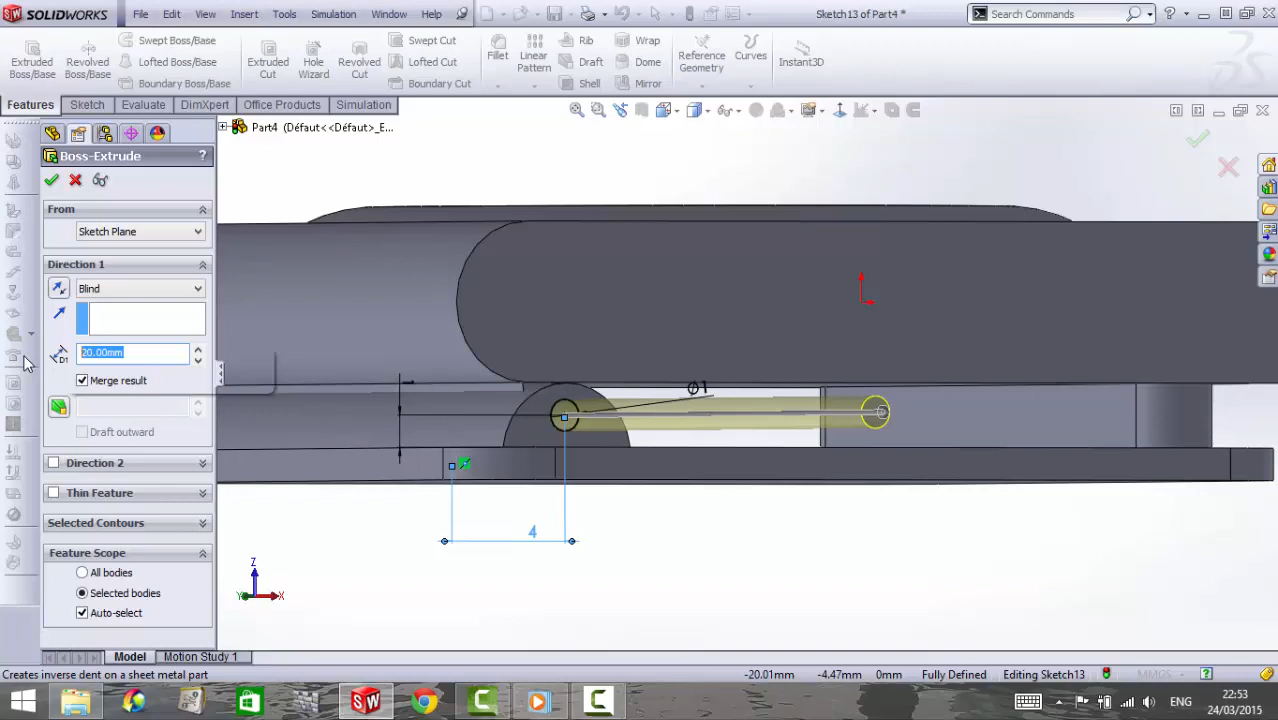 SOLIDWORKS File Edit View Insert Tools Simulation Window Help Sketch13 of Part4 * Search Commands
Extruded Boss/Base
Revolved Boss/Base
Swept Boss/Base
Lofted Boss/Base
Boundary Boss/Base
Extruded Cut
Hole Wizard
Revolved Cut
Swept Cut
Lofted Cut
Boundary Cut
Fillet
Linear Pattern
Rib
Draft
Shell
Wrap
Dome
Mirror
Reference Geometry
Curves
Instant3D
Features Sketch Evaluate DimXpert Office Products Simulation
Part4 (Défaut<<Défaut>_E...
Boss-Extrude ?
From
Sketch Plane
Direction 1
Blind
D1 20.00mm
Merge result
Draft outward
Direction 2
Thin Feature
Selected Contours
Feature Scope
All bodies
Selected bodies
Auto-select
Ø1
4
Z
Y X
Model Motion Study 1
Creates inverse dent on a sheet metal part -20.01mm -4.47mm 0mm Fully Defined Editing Sketch13 MMGS
ENG 22:53
24/03/2015